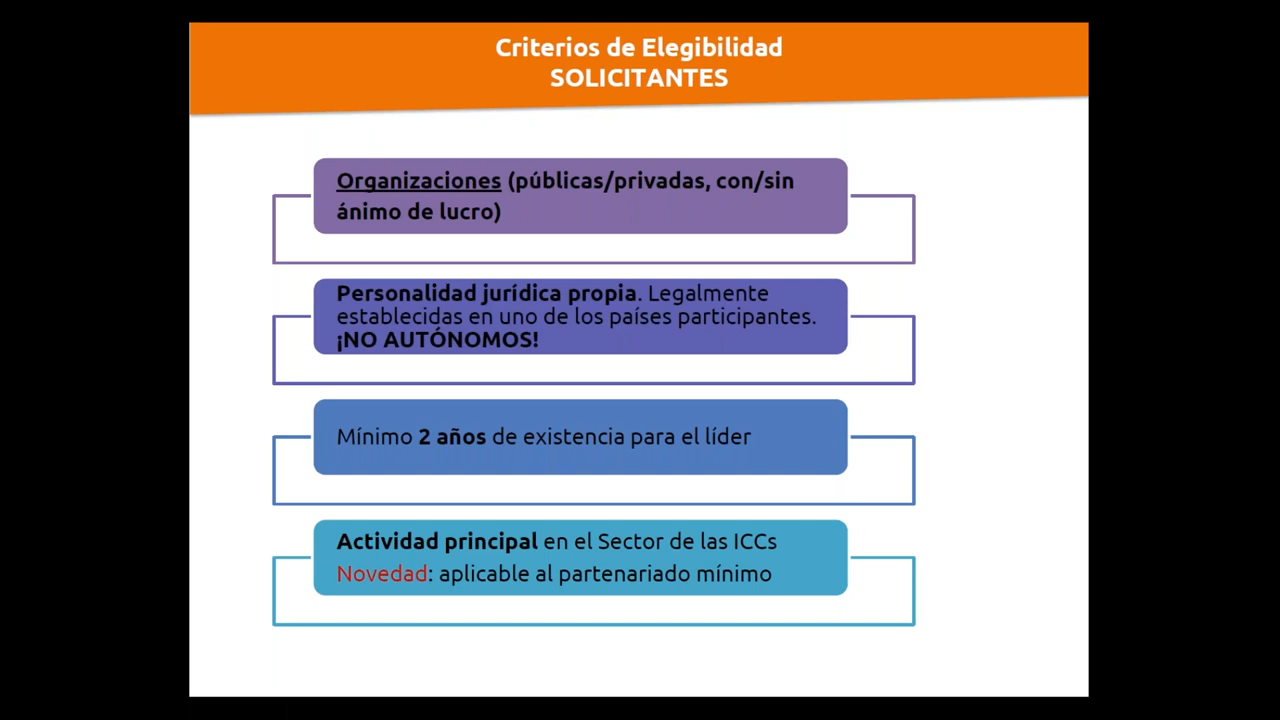 Criterios de Elegibilidad
SOLICITANTES
Organizaciones (públicas/privadas, con/sin
ánimo de lucro)
Personalidad jurídica propia. Legalmente
establecidas en uno de los países participantes.
¡NO AUTÓNOMOS!
Mínimo 2 años de existencia para el líder
Actividad principal en el Sector de las ICCs
Novedad: aplicable al partenariado mínimo